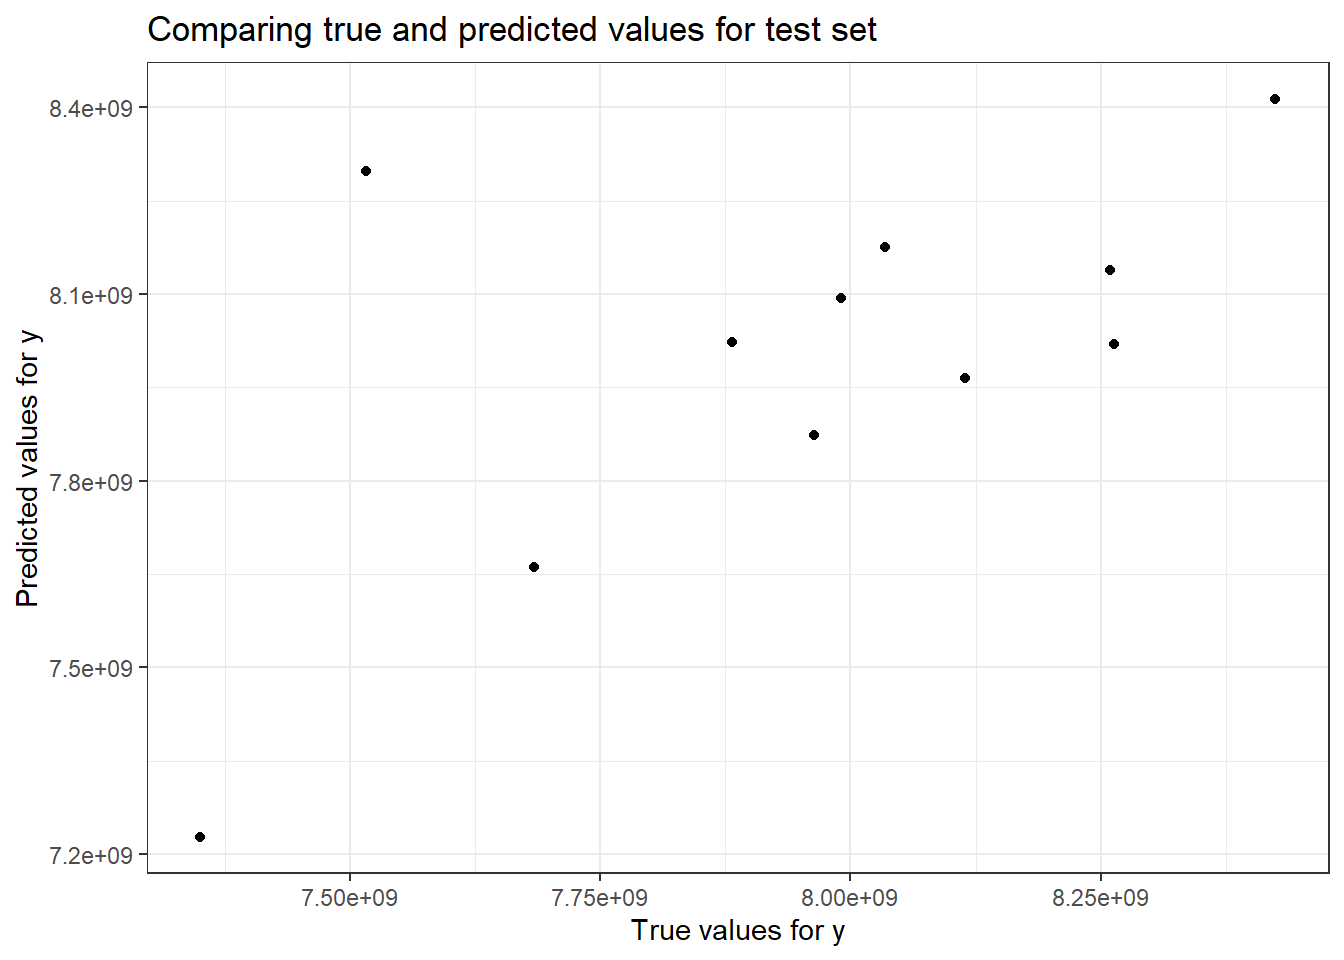 Comparing true and predicted values for test set
8.4e+09
8.1e+09
7.8e+09
7.5e+09
7.2e+09
Predicted values for y
7.50e+09 7.75e+09 8.00e+09 8.25e+09
True values for y